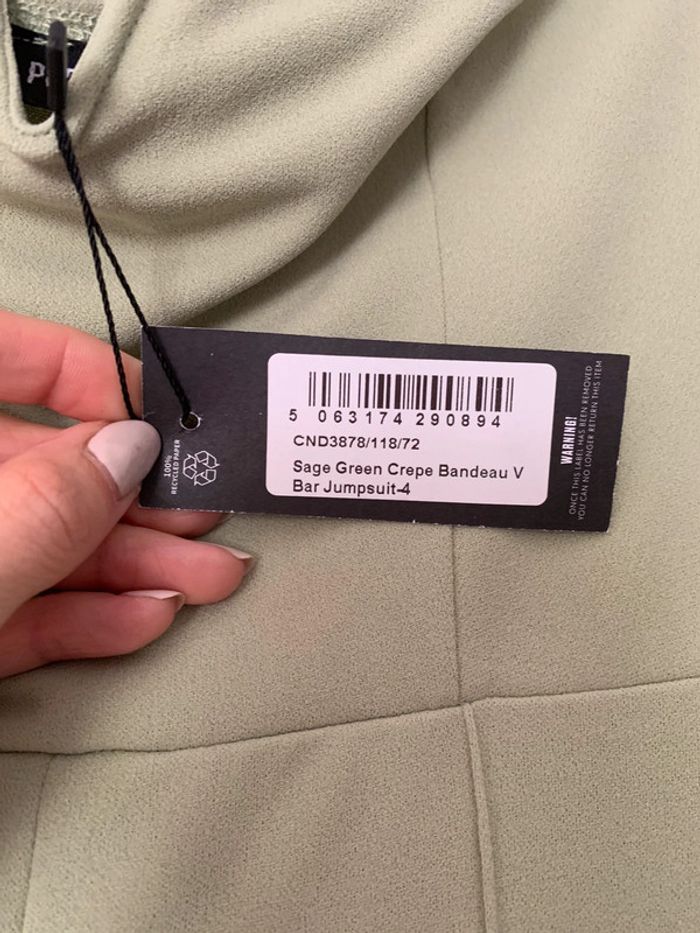 5 063174 290894
CND3878/118/72
Sage Green Crepe Bandeau V
Bar Jumpsuit-4
100%
RECYCLED PAPER
WARNING!
ONCE THIS LABEL HAS BEEN REMOVED
YOU CAN NO LONGER RETURN THIS ITEM